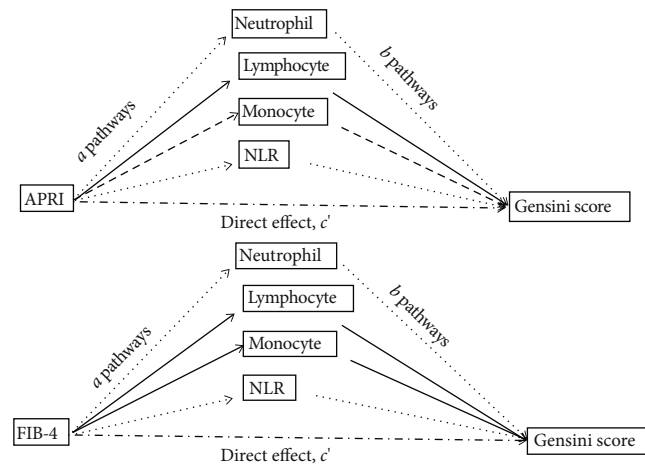 Neutrophil
Lymphocyte
Monocyte
NLR
a pathways
b pathways
APRI
Gensini score
Direct effect, c'
Neutrophil
Lymphocyte
Monocyte
NLR
a pathways
b pathways
FIB-4
Gensini score
Direct effect, c'